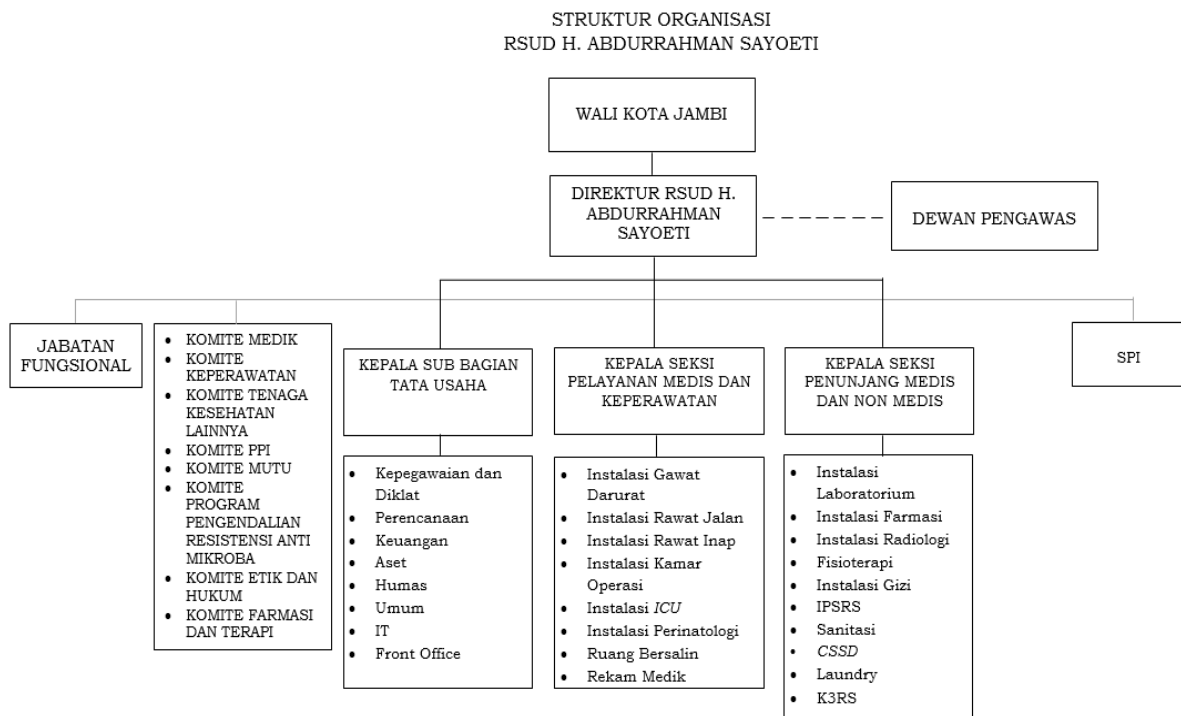 STRUKTUR ORGANISASI
RSUD H. ABDURRAHMAN SAYOETI
WALI KOTA JAMBI
DIREKTUR RSUD H.
ABDURRAHMAN
SAYOETI
DEWAN PENGAWAS
JABATAN
FUNGSIONAL
• KOMITE MEDIK
• KOMITE
KEPERAWATAN
• KOMITE TENAGA
KESEHATAN
LAINNYA
• KOMITE PPI
• KOMITE MUTU
• KOMITE
PROGRAM
PENGENDALIAN
RESISTENSI ANTI
MIKROBA
• KOMITE ETIK DAN
HUKUM
• KOMITE FARMASI
DAN TERAPI
KEPALA SUB BAGIAN
TATA USAHA
• Kepegawaian dan
Diklat
• Perencanaan
• Keuangan
• Aset
• Humas
• Umum
• IT
• Front Office
KEPALA SEKSI
PELAYANAN MEDIS DAN
KEPERAWATAN
• Instalasi Gawat
Darurat
• Instalasi Rawat Jalan
• Instalasi Rawat Inap
• Instalasi Kamar
Operasi
• Instalasi ICU
• Instalasi Perinatologi
• Ruang Bersalin
• Rekam Medik
KEPALA SEKSI
PENUNJANG MEDIS
DAN NON MEDIS
• Instalasi
Laboratorium
• Instalasi Farmasi
• Instalasi Radiologi
• Fisioterapi
• Instalasi Gizi
• IPSRS
• Sanitasi
• CSSD
• Laundry
• K3RS
SPI